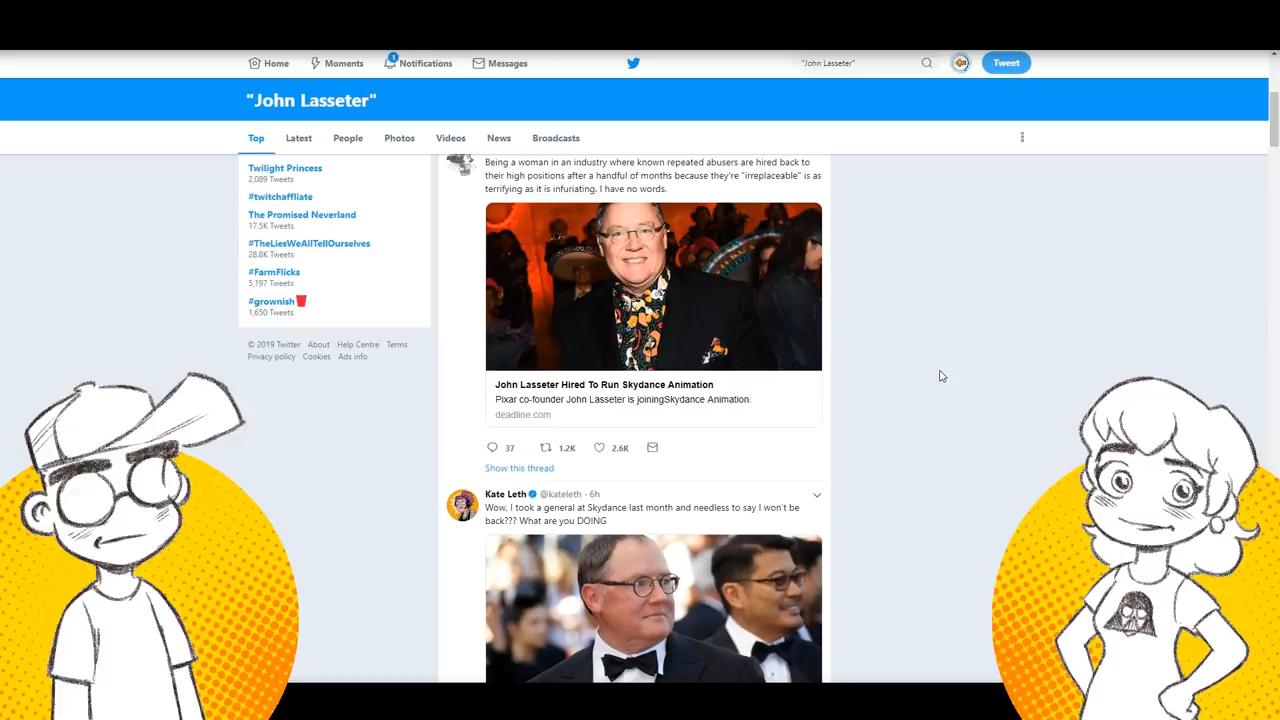 Home
Moments
1
Notifications
Messages
"John Lasseter"
Tweet
"John Lasseter"
Top
Latest
People
Photos
Videos
News
Broadcasts
Twilight Princess
2,089 Tweets
#twitchaffliate
The Promised Neverland
17.5K Tweets
#TheLiesWeAllTellOurselves
28.8K Tweets
#FarmFlicks
5,197 Tweets
#grownish
1,650 Tweets
© 2019 Twitter About Help Centre Terms
Privacy policy Cookies Ads info
Being a woman in an industry where known repeated abusers are hired back to
their high positions after a handful of months because they're "irreplaceable" is as
terrifying as it is infuriating. I have no words.
John Lasseter Hired To Run Skydance Animation
Pixar co-founder John Lasseter is joiningSkydance Animation.
deadline.com
37
1.2K
2.6K
Show this thread
Kate Leth @kateleth · 6h
Wow, I took a general at Skydance last month and needless to say I won't be
back??? What are you DOING